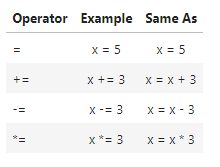 Operator Example Same As
= x = 5 x = 5
+= x += 3 x = x + 3
-= x -= 3 x = x - 3
*= x *= 3 x = x * 3